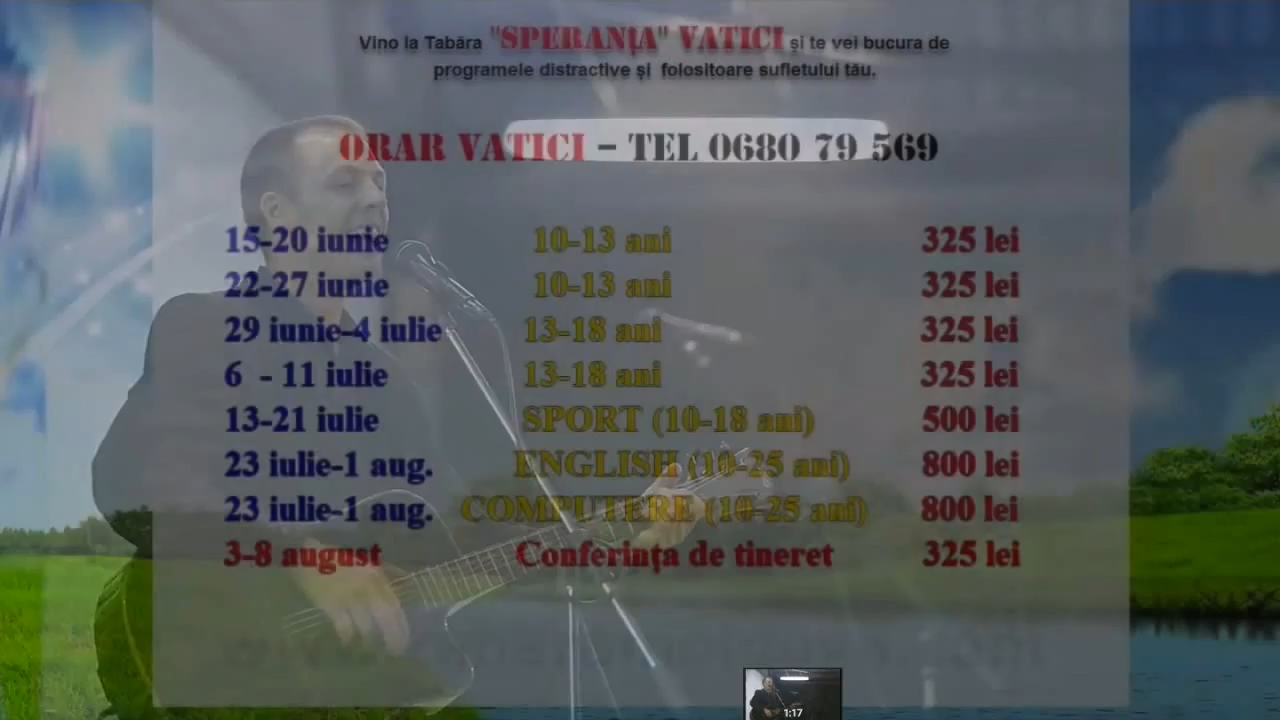 Vino la Tabăra "SPERANȚA" VATICI și te vei bucura de
programele distractive și folositoare sufletului tău.
ORAR VATICI – TEL 0680 79 569
15-20 iunie 10-13 ani 325 lei
22-27 iunie 10-13 ani 325 lei
29 iunie-4 iulie 13-18 ani 325 lei
6 - 11 iulie 13-18 ani 325 lei
13-21 iulie SPORT (10-18 ani) 500 lei
23 iulie-1 aug. ENGLISH (10-25 ani) 800 lei
23 iulie-1 aug. COMPUTERE (10-25 ani) 800 lei
3-8 august Conferința de tineret 325 lei
1:17